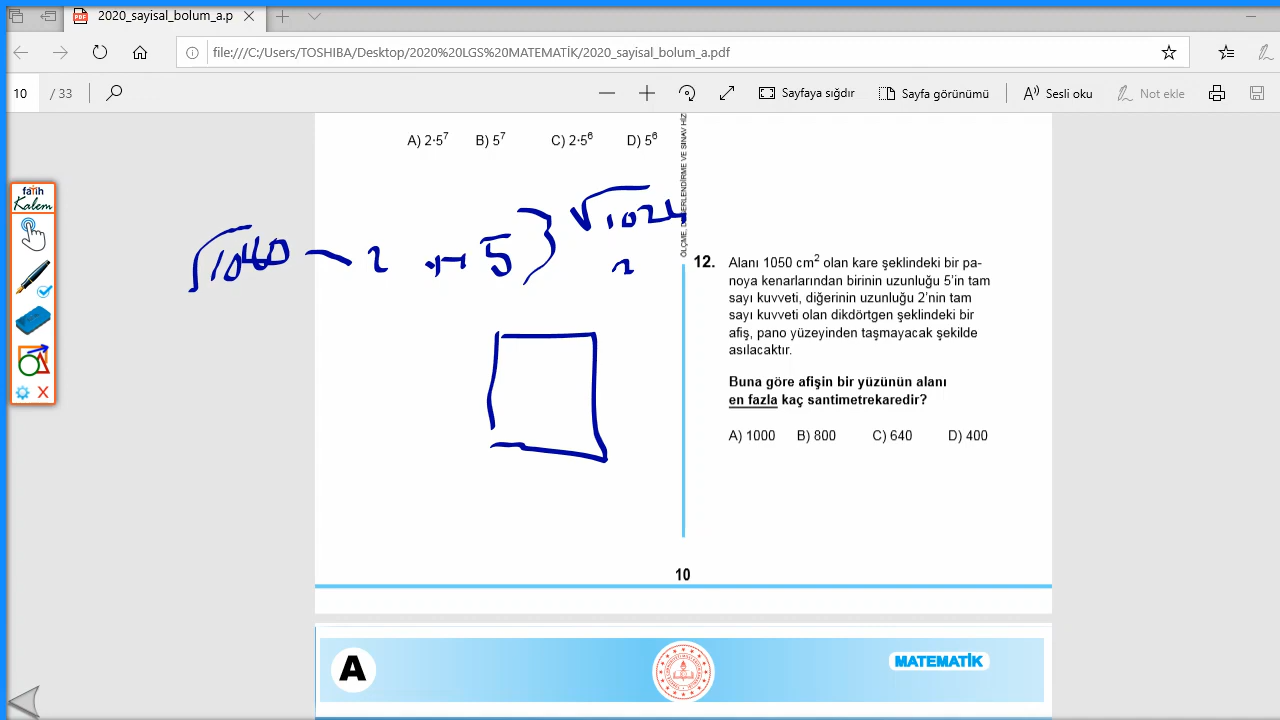 2020_sayisal_bolum_a.p
file:///C:/Users/TOSHIBA/Desktop/2020%20LGS%20MATEMATİK/2020_sayisal_bolum_a.pdf
10 / 33
Sayfaya sığdır
Sayfa görünümü
Sesli oku
Not ekle
A) 2·5⁷ B) 5⁷ C) 2·5⁶ D) 5⁶
fatih
Kalem
√1024
2 5
2
12. Alanı 1050 cm² olan kare şeklindeki bir pa-
noya kenarlarından birinin uzunluğu 5'in tam
sayı kuvveti, diğerinin uzunluğu 2'nin tam
sayı kuvveti olan dikdörtgen şeklindeki bir
afiş, pano yüzeyinden taşmayacak şekilde
asılacaktır.
Buna göre afişin bir yüzünün alanı
en fazla kaç santimetrekaredir?
A) 1000 B) 800 C) 640 D) 400
10
A
MATEMATİK